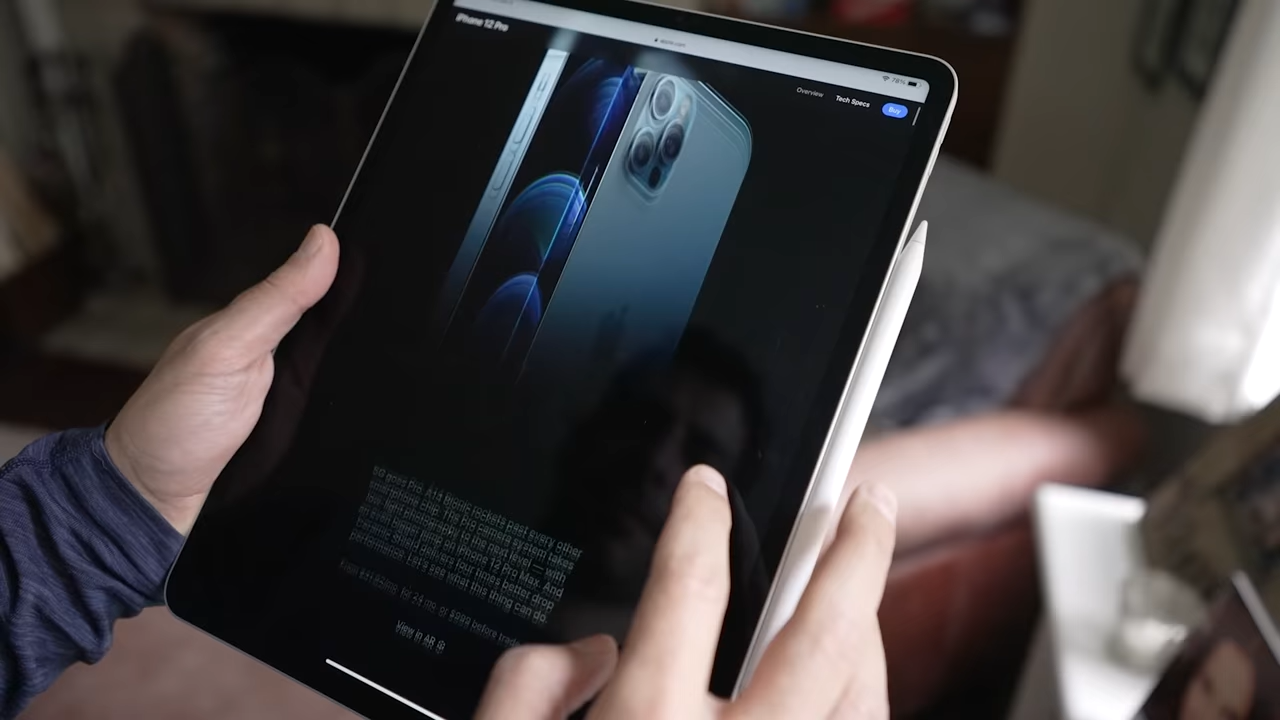 78%
iPhone 12 Pro
Overview
Tech Specs
Buy
5G goes Pro. A14 Bionic rockets past every other
smartphone chip. The Pro camera system takes
low-light photography to the next level — with
an even bigger jump on iPhone 12 Pro Max. And
Ceramic Shield delivers four times better drop
performance. Let's see what this thing can do.
before
View in AR